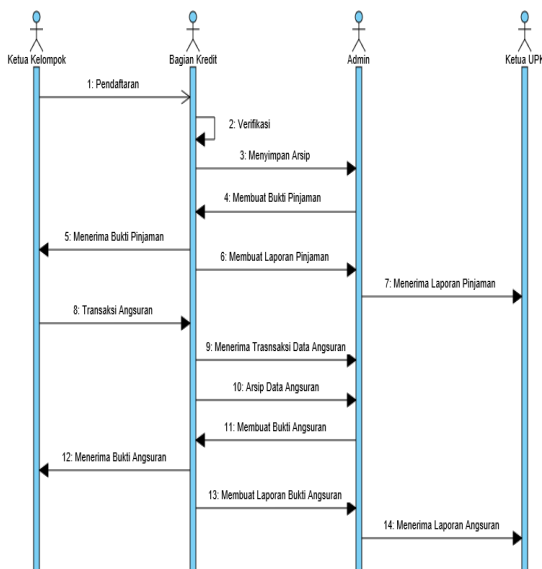 Ketua Kelompok
Bagian Kredit
Admin
Ketua UPK
1: Pendaftaran
2: Verifikasi
3: Menyimpan Arsip
4: Membuat Bukti Pinjaman
5: Menerima Bukti Pinjaman
6: Membuat Laporan Pinjaman
7: Menerima Laporan Pinjaman
8: Transaksi Angsuran
9: Menerima Trasnsaksi Data Angsuran
10: Arsip Data Angsuran
11: Membuat Bukti Angsuran
12: Menerima Bukti Angsuran
13: Membuat Laporan Bukti Angsuran
14: Menerima Laporan Angsuran